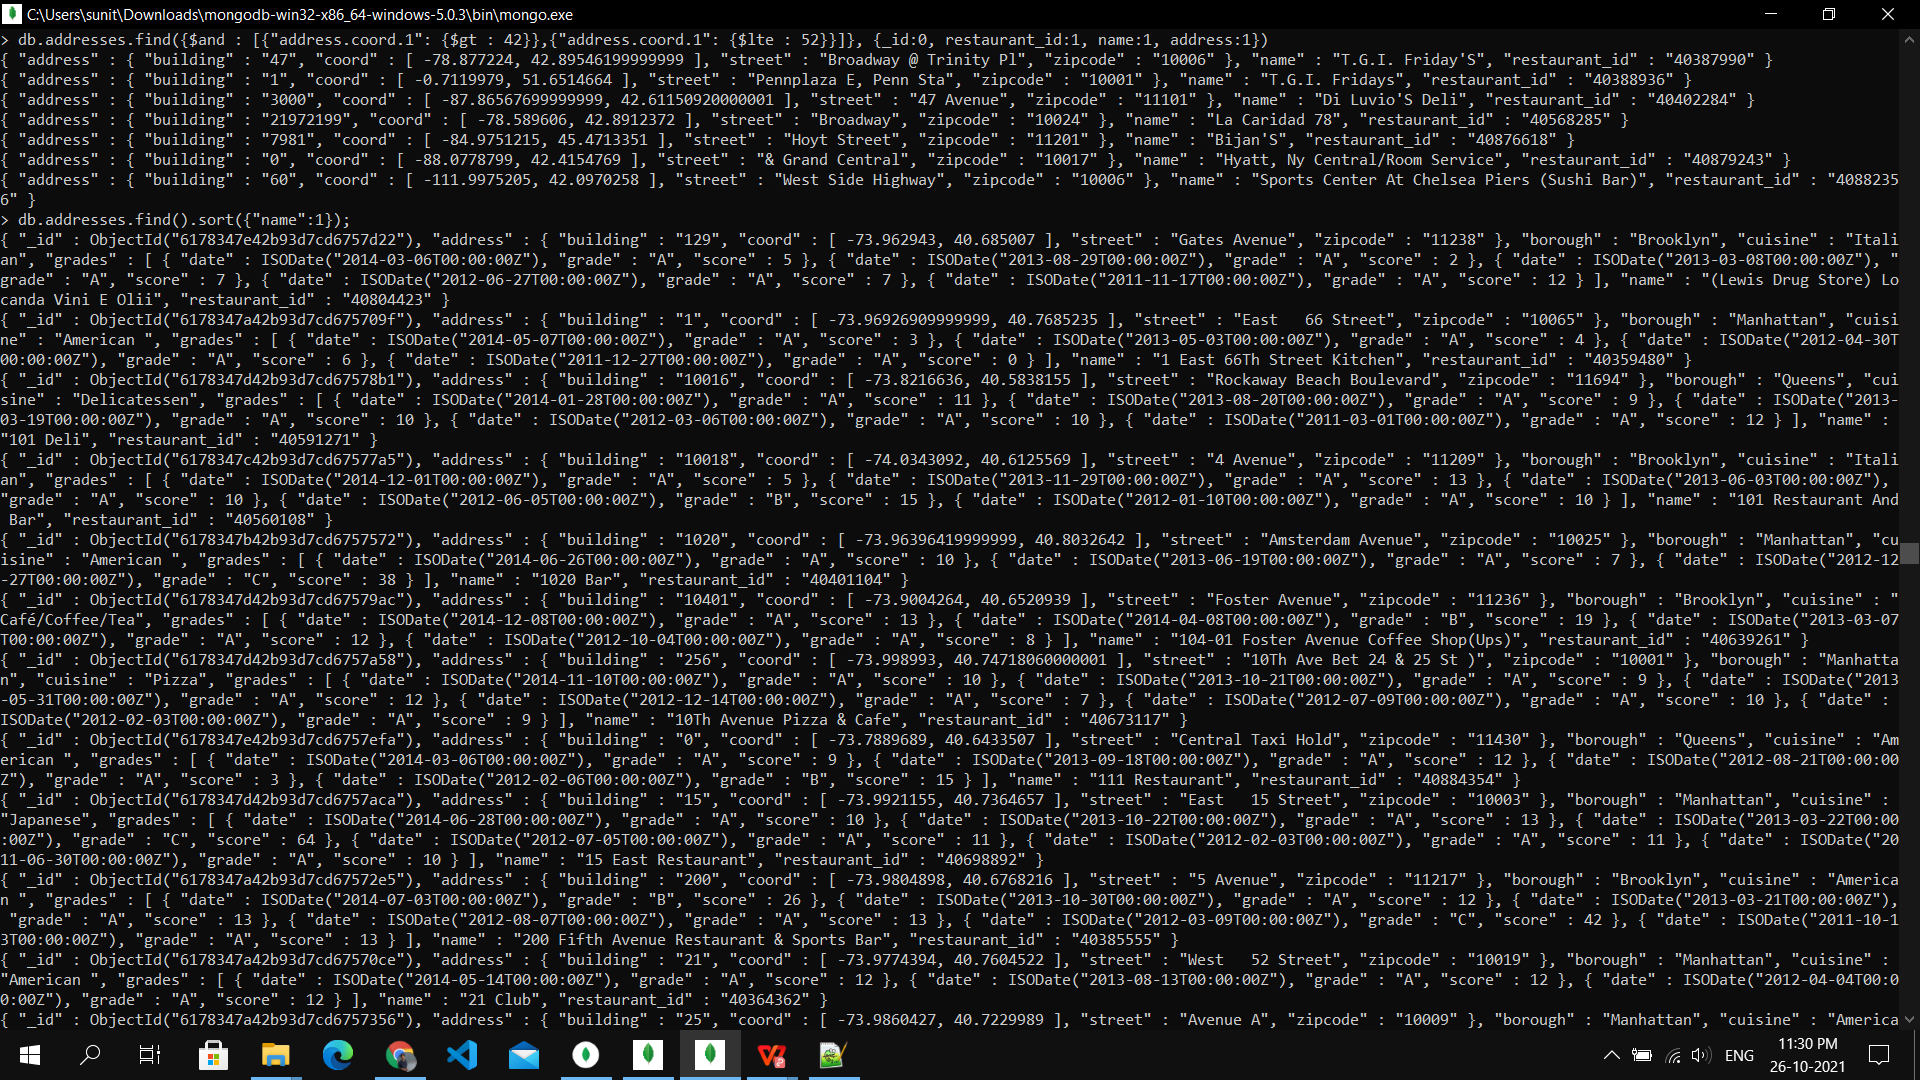 C:\Users\sunit\Downloads\mongodb-win32-x86_64-windows-5.0.3\bin\mongo.exe
> db.addresses.find({$and : [{"address.coord.1": {$gt : 42}},{"address.coord.1": {$lte : 52}}]}, {_id:0, restaurant_id:1, name:1, address:1})
{ "address" : { "building" : "47", "coord" : [ -78.877224, 42.89546199999999 ], "street" : "Broadway @ Trinity Pl", "zipcode" : "10006" }, "name" : "T.G.I. Friday'S", "restaurant_id" : "40387990" }
{ "address" : { "building" : "1", "coord" : [ -0.7119979, 51.6514664 ], "street" : "Pennplaza E, Penn Sta", "zipcode" : "10001" }, "name" : "T.G.I. Fridays", "restaurant_id" : "40388936" }
{ "address" : { "building" : "3000", "coord" : [ -87.86567699999999, 42.61150920000001 ], "street" : "47 Avenue", "zipcode" : "11101" }, "name" : "Di Luvio'S Deli", "restaurant_id" : "40402284" }
{ "address" : { "building" : "21972199", "coord" : [ -78.589606, 42.8912372 ], "street" : "Broadway", "zipcode" : "10024" }, "name" : "La Caridad 78", "restaurant_id" : "40568285" }
{ "address" : { "building" : "7981", "coord" : [ -84.9751215, 45.4713351 ], "street" : "Hoyt Street", "zipcode" : "11201" }, "name" : "Bijan'S", "restaurant_id" : "40876618" }
{ "address" : { "building" : "0", "coord" : [ -88.0778799, 42.4154769 ], "street" : "& Grand Central", "zipcode" : "10017" }, "name" : "Hyatt, Ny Central/Room Service", "restaurant_id" : "40879243" }
{ "address" : { "building" : "60", "coord" : [ -111.9975205, 42.0970258 ], "street" : "West Side Highway", "zipcode" : "10006" }, "name" : "Sports Center At Chelsea Piers (Sushi Bar)", "restaurant_id" : "4088235
6" }
> db.addresses.find().sort({"name":1});
{ "_id" : ObjectId("6178347e42b93d7cd6757d22"), "address" : { "building" : "129", "coord" : [ -73.962943, 40.685007 ], "street" : "Gates Avenue", "zipcode" : "11238" }, "borough" : "Brooklyn", "cuisine" : "Itali
an", "grades" : [ { "date" : ISODate("2014-03-06T00:00:00Z"), "grade" : "A", "score" : 5 }, { "date" : ISODate("2013-08-29T00:00:00Z"), "grade" : "A", "score" : 2 }, { "date" : ISODate("2013-03-08T00:00:00Z"), "
grade" : "A", "score" : 7 }, { "date" : ISODate("2012-06-27T00:00:00Z"), "grade" : "A", "score" : 7 }, { "date" : ISODate("2011-11-17T00:00:00Z"), "grade" : "A", "score" : 12 } ], "name" : "(Lewis Drug Store) Lo
canda Vini E Olii", "restaurant_id" : "40804423" }
{ "_id" : ObjectId("6178347a42b93d7cd675709f"), "address" : { "building" : "1", "coord" : [ -73.96926909999999, 40.7685235 ], "street" : "East   66 Street", "zipcode" : "10065" }, "borough" : "Manhattan", "cuisi
ne" : "American ", "grades" : [ { "date" : ISODate("2014-05-07T00:00:00Z"), "grade" : "A", "score" : 3 }, { "date" : ISODate("2013-05-03T00:00:00Z"), "grade" : "A", "score" : 4 }, { "date" : ISODate("2012-04-30T
00:00:00Z"), "grade" : "A", "score" : 6 }, { "date" : ISODate("2011-12-27T00:00:00Z"), "grade" : "A", "score" : 0 } ], "name" : "1 East 66Th Street Kitchen", "restaurant_id" : "40359480" }
{ "_id" : ObjectId("6178347d42b93d7cd67578b1"), "address" : { "building" : "10016", "coord" : [ -73.8216636, 40.5838155 ], "street" : "Rockaway Beach Boulevard", "zipcode" : "11694" }, "borough" : "Queens", "cui
sine" : "Delicatessen", "grades" : [ { "date" : ISODate("2014-01-28T00:00:00Z"), "grade" : "A", "score" : 11 }, { "date" : ISODate("2013-08-20T00:00:00Z"), "grade" : "A", "score" : 9 }, { "date" : ISODate("2013-
03-19T00:00:00Z"), "grade" : "A", "score" : 10 }, { "date" : ISODate("2012-03-06T00:00:00Z"), "grade" : "A", "score" : 10 }, { "date" : ISODate("2011-03-01T00:00:00Z"), "grade" : "A", "score" : 12 } ], "name" :
"101 Deli", "restaurant_id" : "40591271" }
{ "_id" : ObjectId("6178347c42b93d7cd67577a5"), "address" : { "building" : "10018", "coord" : [ -74.0343092, 40.6125569 ], "street" : "4 Avenue", "zipcode" : "11209" }, "borough" : "Brooklyn", "cuisine" : "Itali
an", "grades" : [ { "date" : ISODate("2014-12-01T00:00:00Z"), "grade" : "A", "score" : 5 }, { "date" : ISODate("2013-11-29T00:00:00Z"), "grade" : "A", "score" : 13 }, { "date" : ISODate("2013-06-03T00:00:00Z"),
"grade" : "A", "score" : 10 }, { "date" : ISODate("2012-06-05T00:00:00Z"), "grade" : "B", "score" : 15 }, { "date" : ISODate("2012-01-10T00:00:00Z"), "grade" : "A", "score" : 10 } ], "name" : "101 Restaurant And
 Bar", "restaurant_id" : "40560108" }
{ "_id" : ObjectId("6178347b42b93d7cd6757572"), "address" : { "building" : "1020", "coord" : [ -73.96396419999999, 40.8032642 ], "street" : "Amsterdam Avenue", "zipcode" : "10025" }, "borough" : "Manhattan", "cu
isine" : "American ", "grades" : [ { "date" : ISODate("2014-06-26T00:00:00Z"), "grade" : "A", "score" : 10 }, { "date" : ISODate("2013-06-19T00:00:00Z"), "grade" : "A", "score" : 7 }, { "date" : ISODate("2012-12
-27T00:00:00Z"), "grade" : "C", "score" : 38 } ], "name" : "1020 Bar", "restaurant_id" : "40401104" }
{ "_id" : ObjectId("6178347d42b93d7cd67579ac"), "address" : { "building" : "10401", "coord" : [ -73.9004264, 40.6520939 ], "street" : "Foster Avenue", "zipcode" : "11236" }, "borough" : "Brooklyn", "cuisine" : "
Café/Coffee/Tea", "grades" : [ { "date" : ISODate("2014-12-08T00:00:00Z"), "grade" : "A", "score" : 13 }, { "date" : ISODate("2014-04-08T00:00:00Z"), "grade" : "B", "score" : 19 }, { "date" : ISODate("2013-03-07
T00:00:00Z"), "grade" : "A", "score" : 12 }, { "date" : ISODate("2012-10-04T00:00:00Z"), "grade" : "A", "score" : 8 } ], "name" : "104-01 Foster Avenue Coffee Shop(Ups)", "restaurant_id" : "40639261" }
{ "_id" : ObjectId("6178347d42b93d7cd6757a58"), "address" : { "building" : "256", "coord" : [ -73.998993, 40.74718060000001 ], "street" : "10Th Ave Bet 24 & 25 St )", "zipcode" : "10001" }, "borough" : "Manhatta
n", "cuisine" : "Pizza", "grades" : [ { "date" : ISODate("2014-11-10T00:00:00Z"), "grade" : "A", "score" : 10 }, { "date" : ISODate("2013-10-21T00:00:00Z"), "grade" : "A", "score" : 9 }, { "date" : ISODate("2013
-05-31T00:00:00Z"), "grade" : "A", "score" : 12 }, { "date" : ISODate("2012-12-14T00:00:00Z"), "grade" : "A", "score" : 7 }, { "date" : ISODate("2012-07-09T00:00:00Z"), "grade" : "A", "score" : 10 }, { "date" :
ISODate("2012-02-03T00:00:00Z"), "grade" : "A", "score" : 9 } ], "name" : "10Th Avenue Pizza & Cafe", "restaurant_id" : "40673117" }
{ "_id" : ObjectId("6178347e42b93d7cd6757efa"), "address" : { "building" : "0", "coord" : [ -73.7889689, 40.6433507 ], "street" : "Central Taxi Hold", "zipcode" : "11430" }, "borough" : "Queens", "cuisine" : "Am
erican ", "grades" : [ { "date" : ISODate("2014-03-06T00:00:00Z"), "grade" : "A", "score" : 9 }, { "date" : ISODate("2013-09-18T00:00:00Z"), "grade" : "A", "score" : 12 }, { "date" : ISODate("2012-08-21T00:00:00
Z"), "grade" : "A", "score" : 3 }, { "date" : ISODate("2012-02-06T00:00:00Z"), "grade" : "B", "score" : 15 } ], "name" : "111 Restaurant", "restaurant_id" : "40884354" }
{ "_id" : ObjectId("6178347d42b93d7cd6757aca"), "address" : { "building" : "15", "coord" : [ -73.9921155, 40.7364657 ], "street" : "East   15 Street", "zipcode" : "10003" }, "borough" : "Manhattan", "cuisine" :
"Japanese", "grades" : [ { "date" : ISODate("2014-06-28T00:00:00Z"), "grade" : "A", "score" : 10 }, { "date" : ISODate("2013-10-22T00:00:00Z"), "grade" : "A", "score" : 13 }, { "date" : ISODate("2013-03-22T00:00
:00Z"), "grade" : "C", "score" : 64 }, { "date" : ISODate("2012-07-05T00:00:00Z"), "grade" : "A", "score" : 11 }, { "date" : ISODate("2012-02-03T00:00:00Z"), "grade" : "A", "score" : 11 }, { "date" : ISODate("20
11-06-30T00:00:00Z"), "grade" : "A", "score" : 10 } ], "name" : "15 East Restaurant", "restaurant_id" : "40698892" }
{ "_id" : ObjectId("6178347a42b93d7cd67572e5"), "address" : { "building" : "200", "coord" : [ -73.9804898, 40.6768216 ], "street" : "5 Avenue", "zipcode" : "11217" }, "borough" : "Brooklyn", "cuisine" : "America
n ", "grades" : [ { "date" : ISODate("2014-07-03T00:00:00Z"), "grade" : "B", "score" : 26 }, { "date" : ISODate("2013-10-30T00:00:00Z"), "grade" : "A", "score" : 12 }, { "date" : ISODate("2013-03-21T00:00:00Z"),
 "grade" : "A", "score" : 13 }, { "date" : ISODate("2012-08-07T00:00:00Z"), "grade" : "A", "score" : 13 }, { "date" : ISODate("2012-03-09T00:00:00Z"), "grade" : "C", "score" : 42 }, { "date" : ISODate("2011-10-1
3T00:00:00Z"), "grade" : "A", "score" : 13 } ], "name" : "200 Fifth Avenue Restaurant & Sports Bar", "restaurant_id" : "40385555" }
{ "_id" : ObjectId("6178347a42b93d7cd67570ce"), "address" : { "building" : "21", "coord" : [ -73.9774394, 40.7604522 ], "street" : "West   52 Street", "zipcode" : "10019" }, "borough" : "Manhattan", "cuisine" :
"American ", "grades" : [ { "date" : ISODate("2014-05-14T00:00:00Z"), "grade" : "A", "score" : 12 }, { "date" : ISODate("2013-08-13T00:00:00Z"), "grade" : "A", "score" : 12 }, { "date" : ISODate("2012-04-04T00:0
0:00Z"), "grade" : "A", "score" : 12 } ], "name" : "21 Club", "restaurant_id" : "40364362" }
{ "_id" : ObjectId("6178347a42b93d7cd6757356"), "address" : { "building" : "25", "coord" : [ -73.9860427, 40.7229989 ], "street" : "Avenue A", "zipcode" : "10009" }, "borough" : "Manhattan", "cuisine" : "America
ENG
11:30 PM
26-10-2021